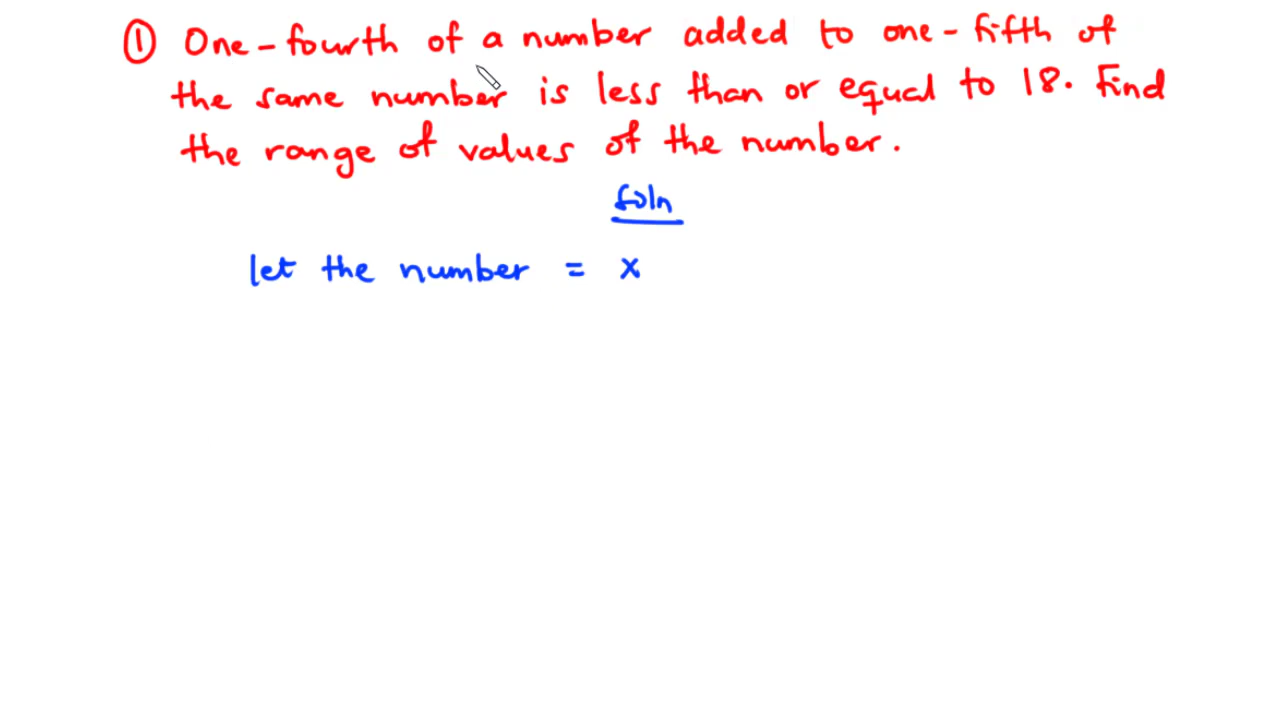 ① One-fourth of a number added to one-fifth of
the same number is less than or equal to 18. Find
the range of values of the number.
Soln
let the number = x